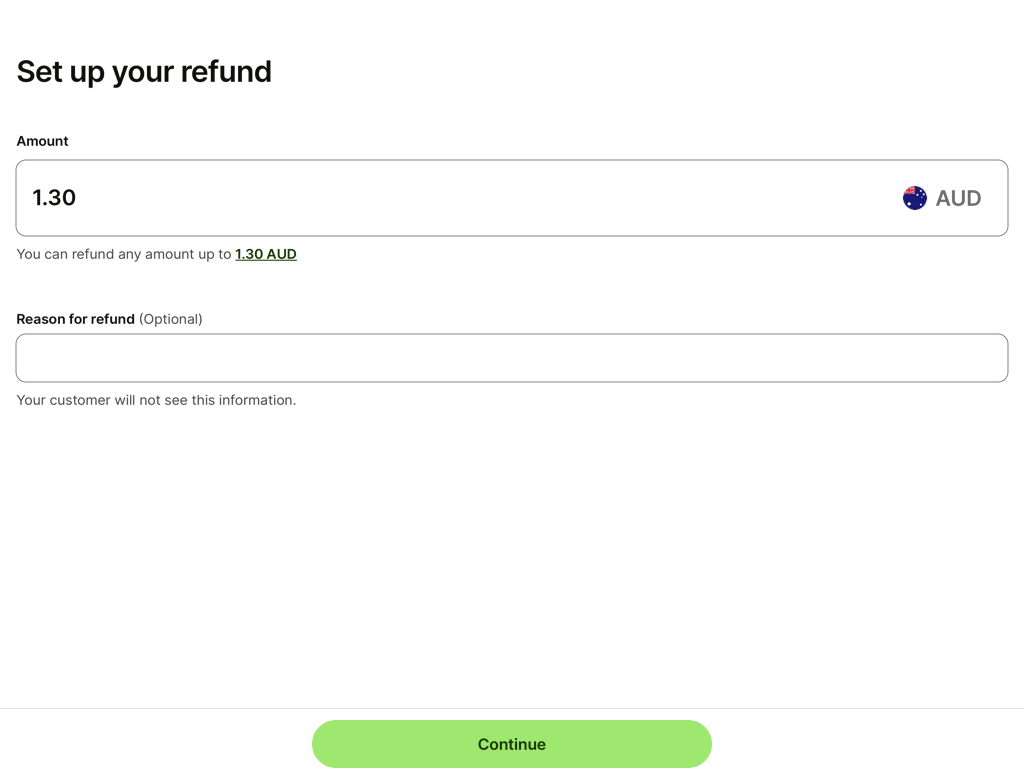 Set up your refund
Amount
1.30
AUD
You can refund any amount up to 1.30 AUD
Reason for refund (Optional)
Your customer will not see this information.
Continue